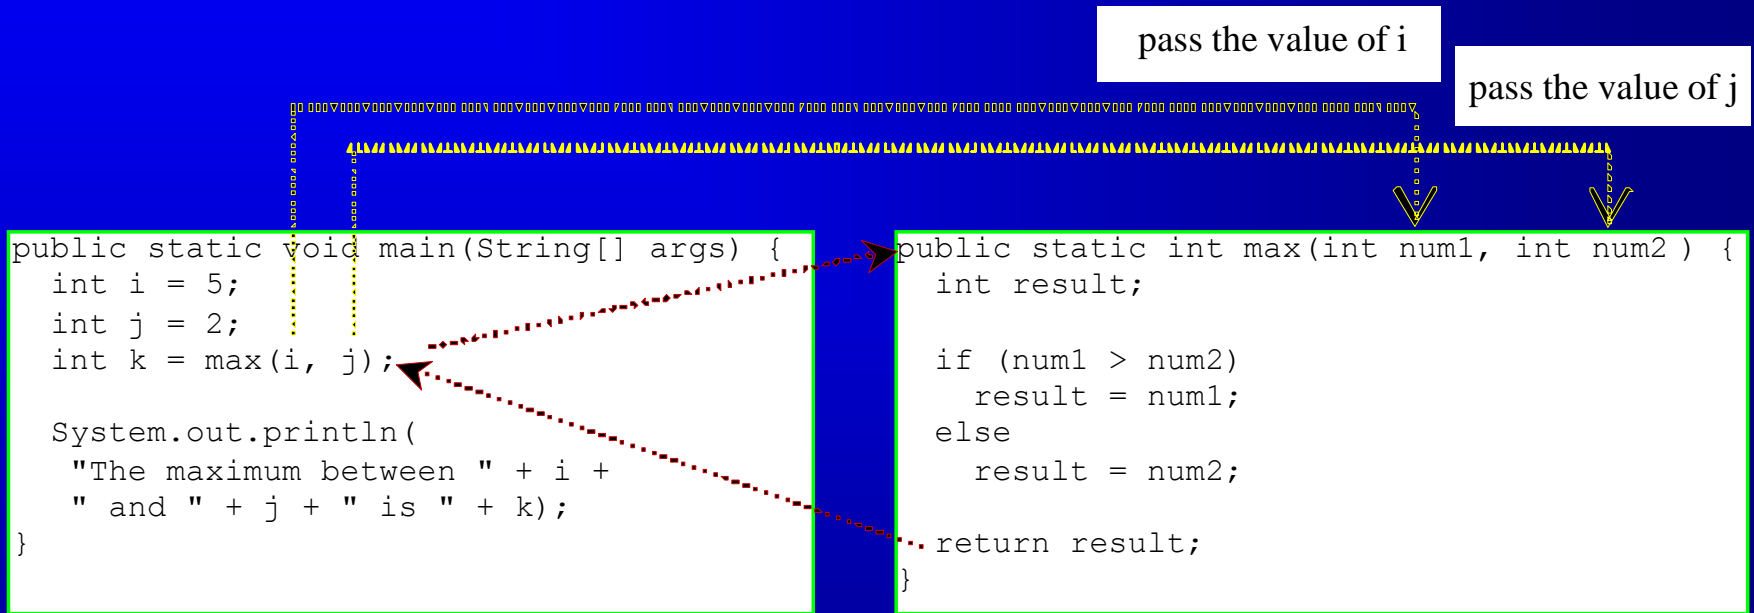 pass the value of i
pass the value of j
public static void main(String[] args) {
  int i = 5;
  int j = 2;
  int k = max(i, j);

  System.out.println(
   "The maximum between " + i +
   " and " + j + " is " + k);
}
public static int max(int num1, int num2 ) {
  int result;

  if (num1 > num2)
    result = num1;
  else
    result = num2;

  return result;
}